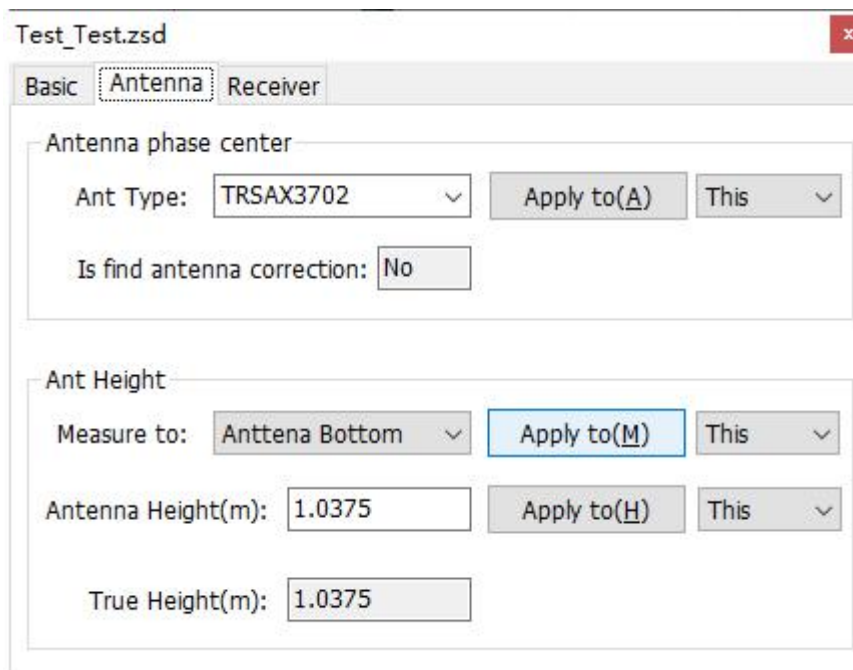 Test_Test.zsd x
Basic Antenna Receiver
Antenna phase center
Ant Type: TRSAX3702 Apply to(A) This
Is find antenna correction: No
Ant Height
Measure to: Anttena Bottom Apply to(M) This
Antenna Height(m): 1.0375 Apply to(H) This
True Height(m): 1.0375